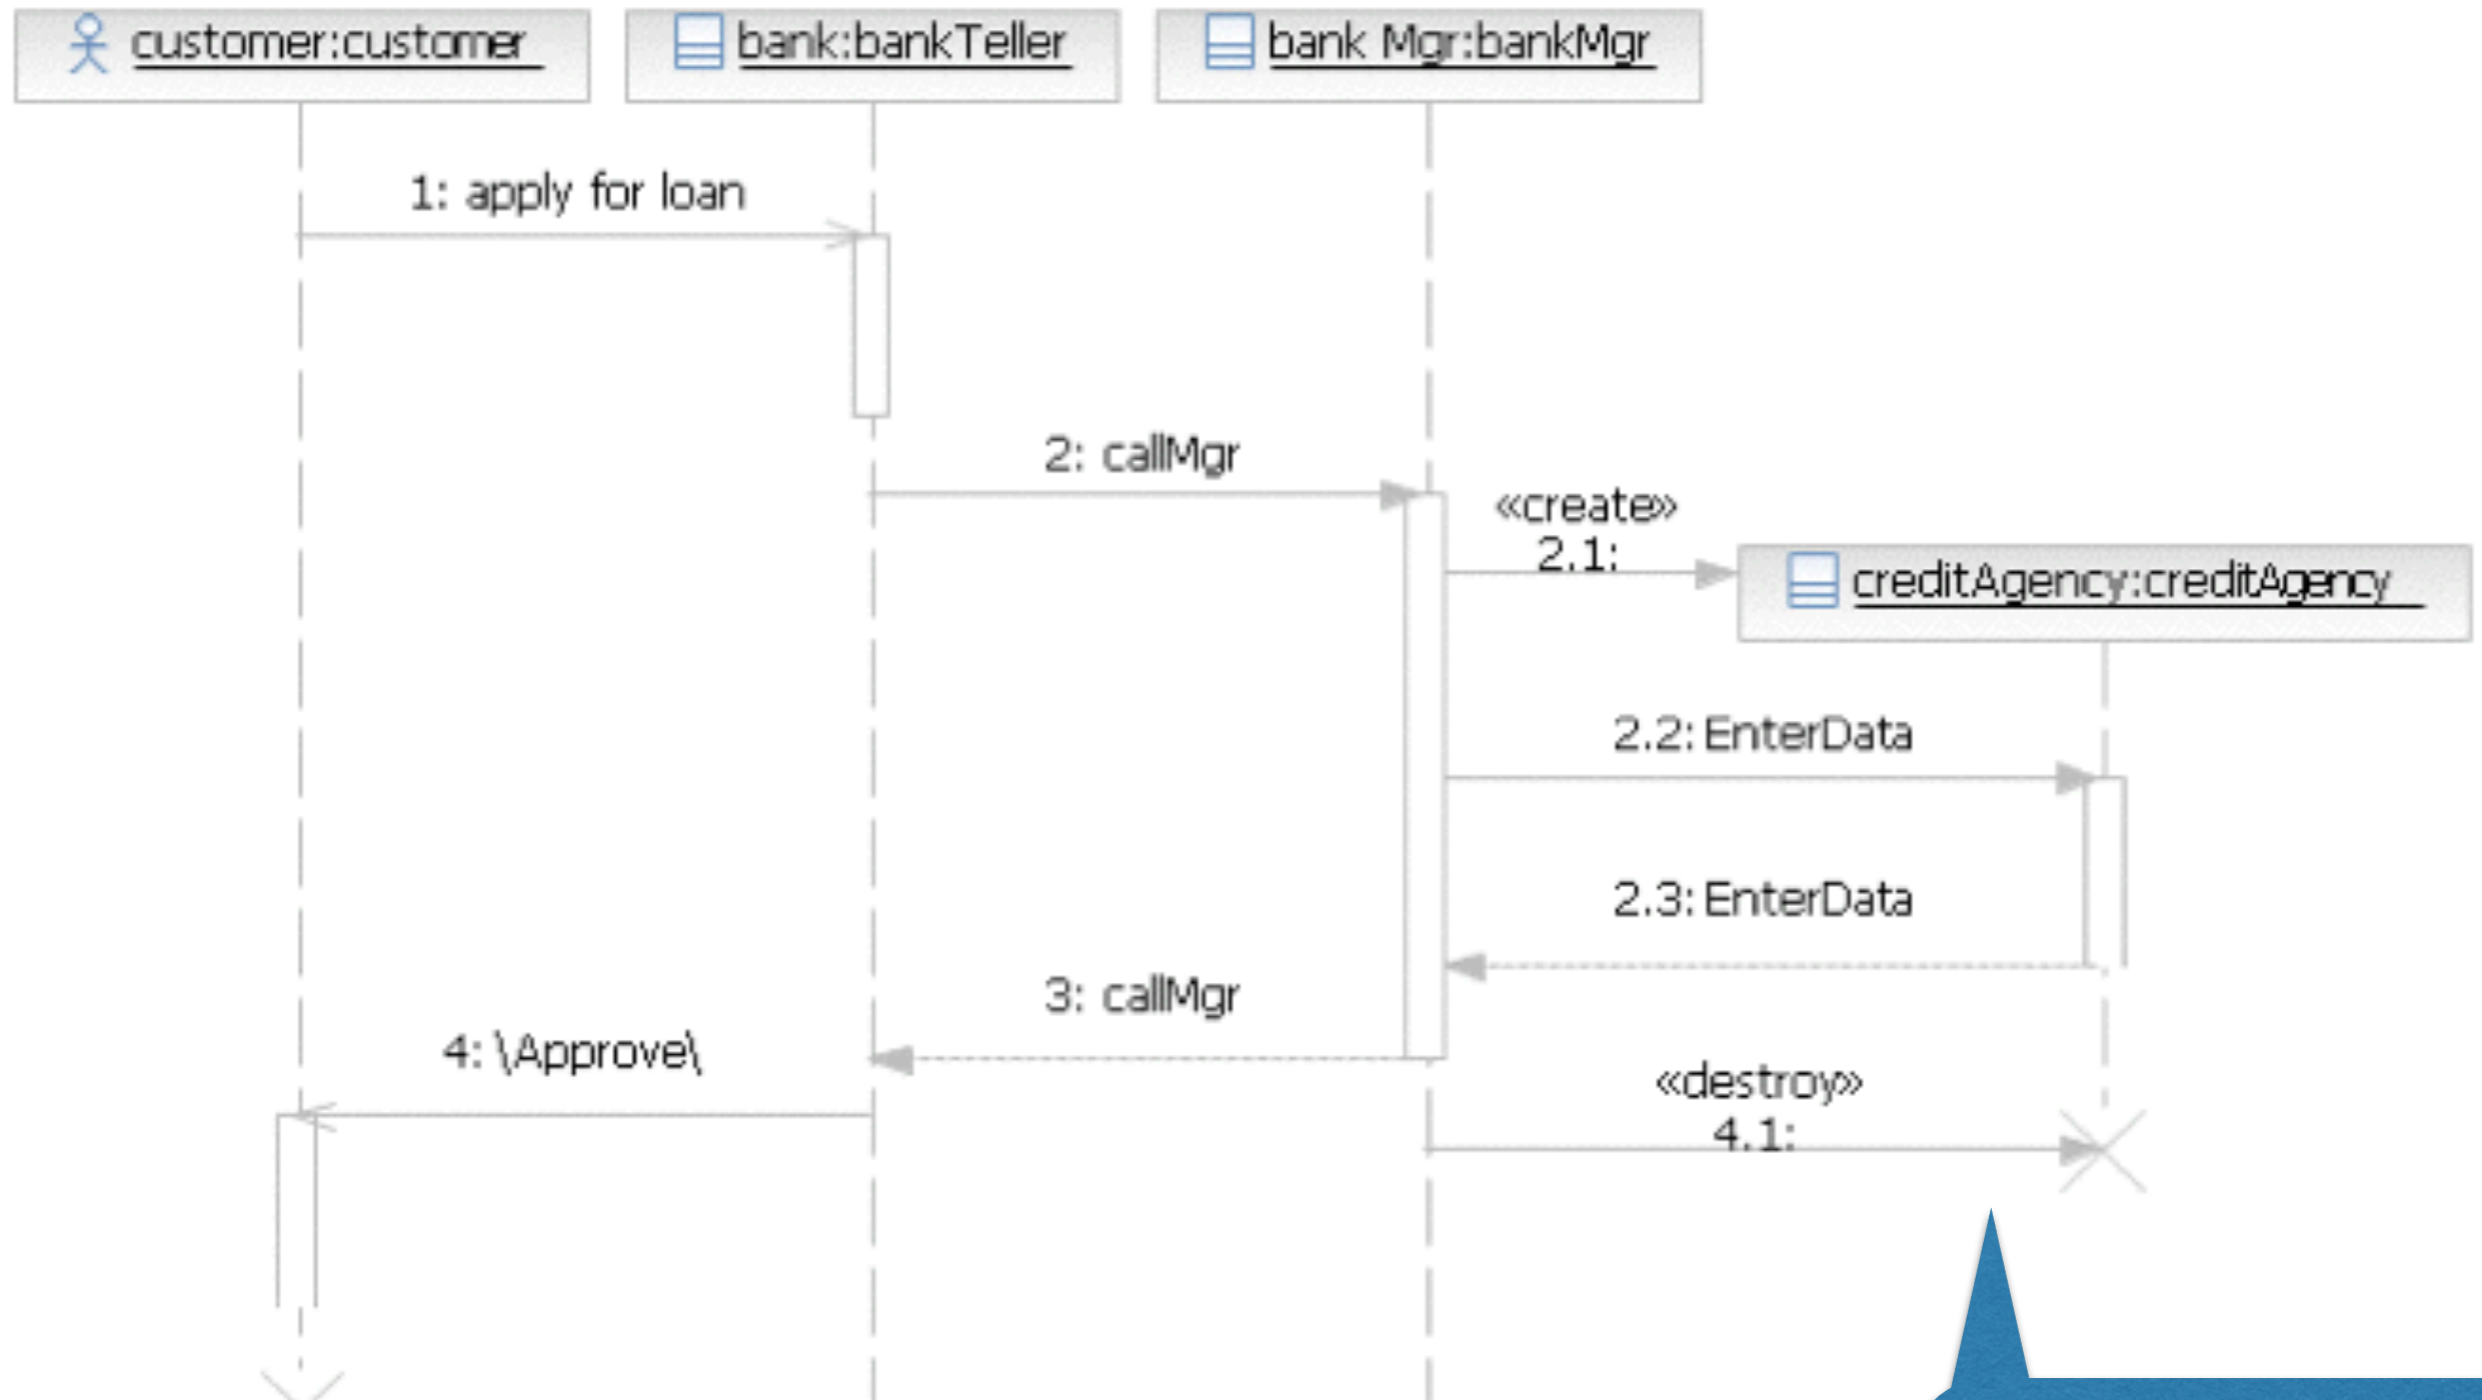 customer:customer
bank:bankTeller
bank Mgr:bankMgr
1: apply for loan
2: callMgr
«create»
2.1:
creditAgency:creditAgency
2.2: EnterData
2.3: EnterData
3: callMgr
4: \Approve\
«destroy»
4.1: